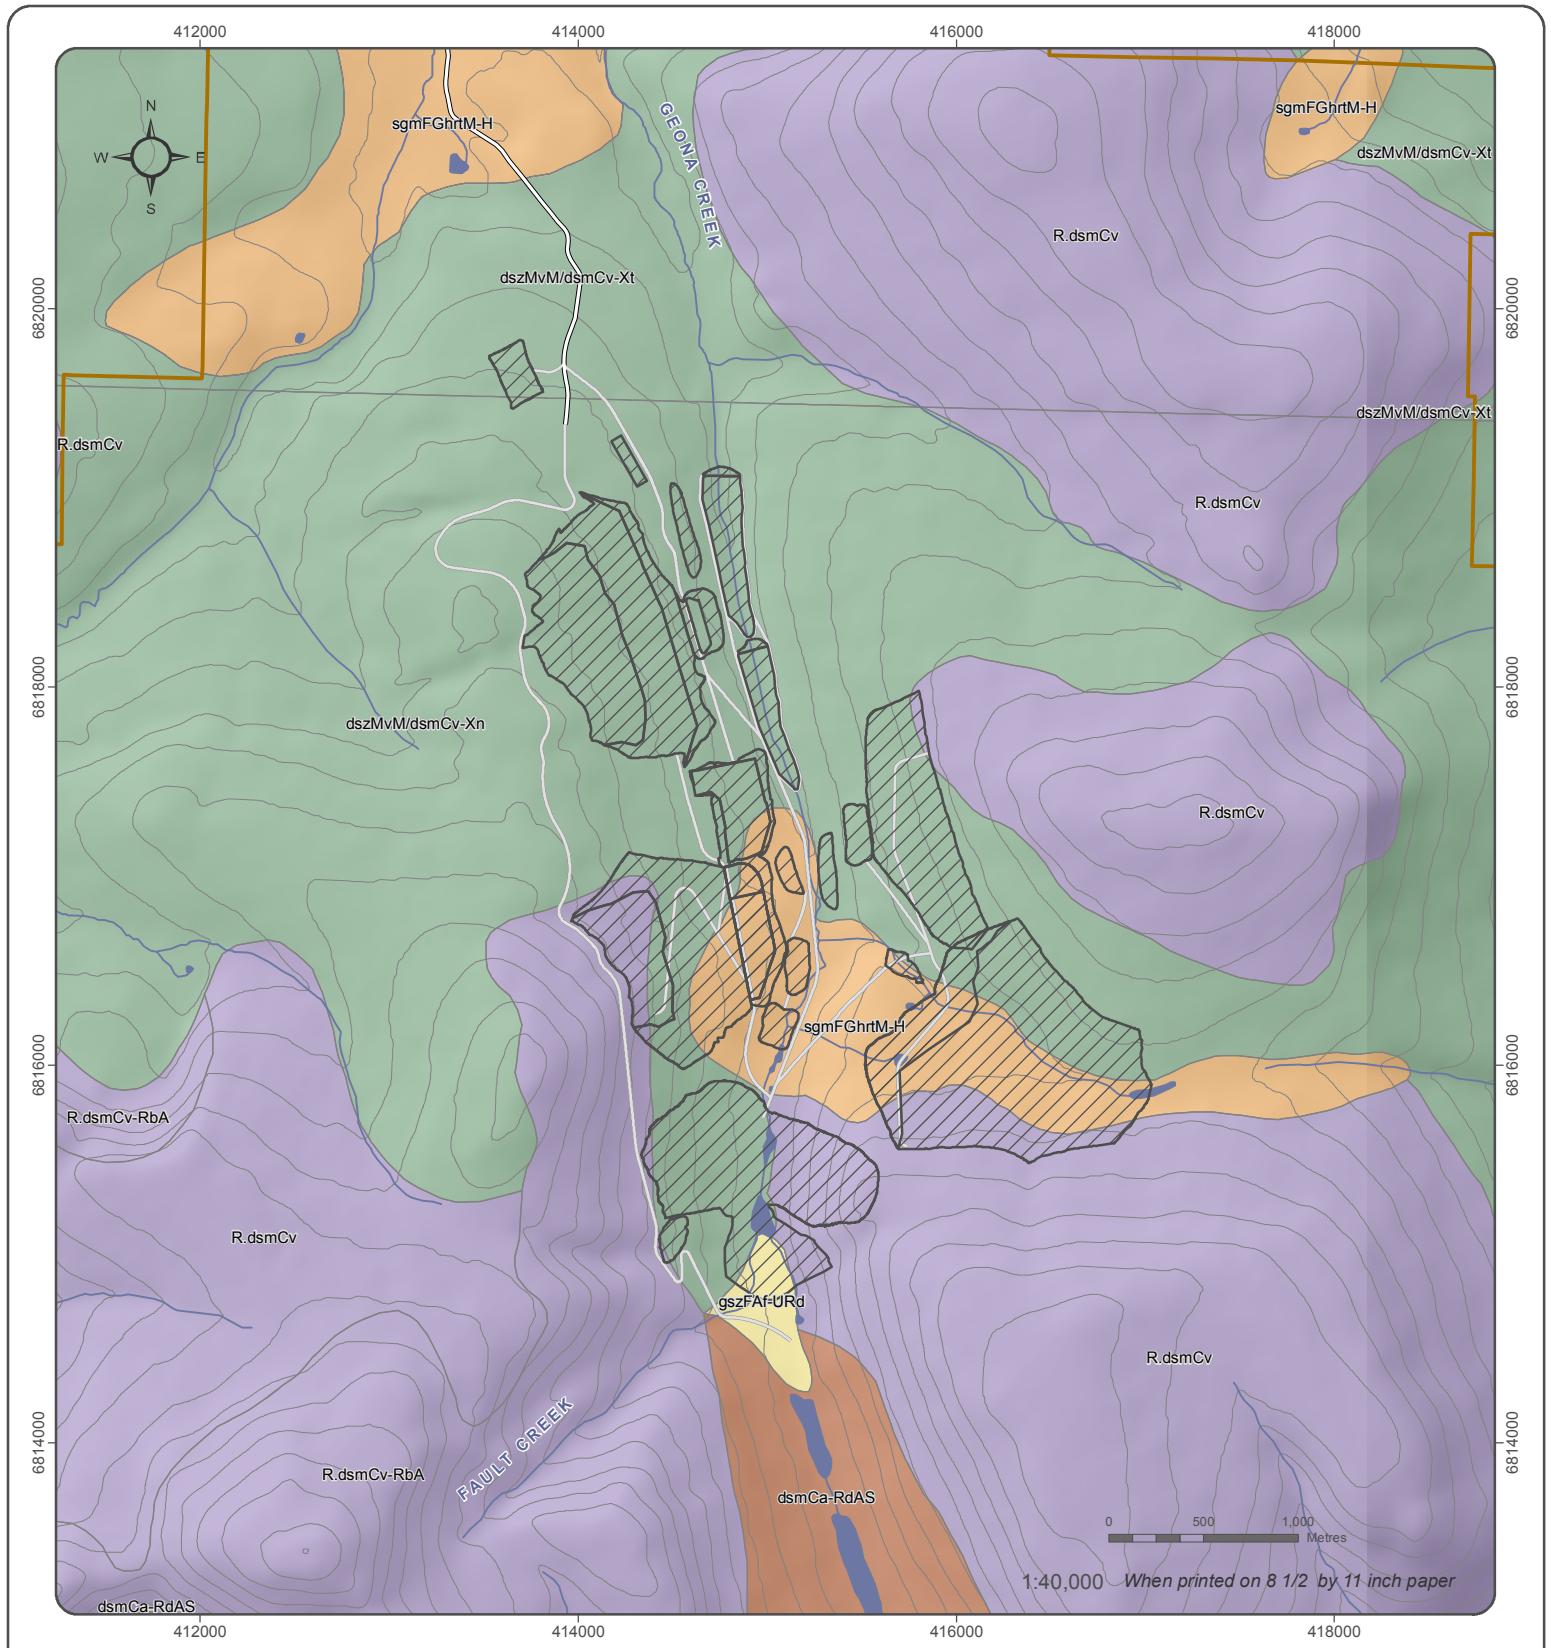 412000
414000
416000
418000
sgmFGhrtM-H
sgmFGhrtM-H
N
W
E
S
GEONA CREEK
dszMvM/dsmCv-Xt
R.dsmCv
dszMvM/dsmCv-Xt
6820000
6820000
dszMvM/dsmCv-Xt
R.dsmCv
R.dsmCv
6818000
6818000
dszMvM/dsmCv-Xn
R.dsmCv
sgmFGhrtM-H
6816000
6816000
R.dsmCv-RbA
R.dsmCv
gszFAf-URd
R.dsmCv
FAULT CREEK
6814000
6814000
R.dsmCv-RbA
dsmCa-RdAS
0
500
1,000
Metres
1:40,000
When printed on 8 1/2 by 11 inch paper
dsmCa-RdAS
412000
414000
416000
418000